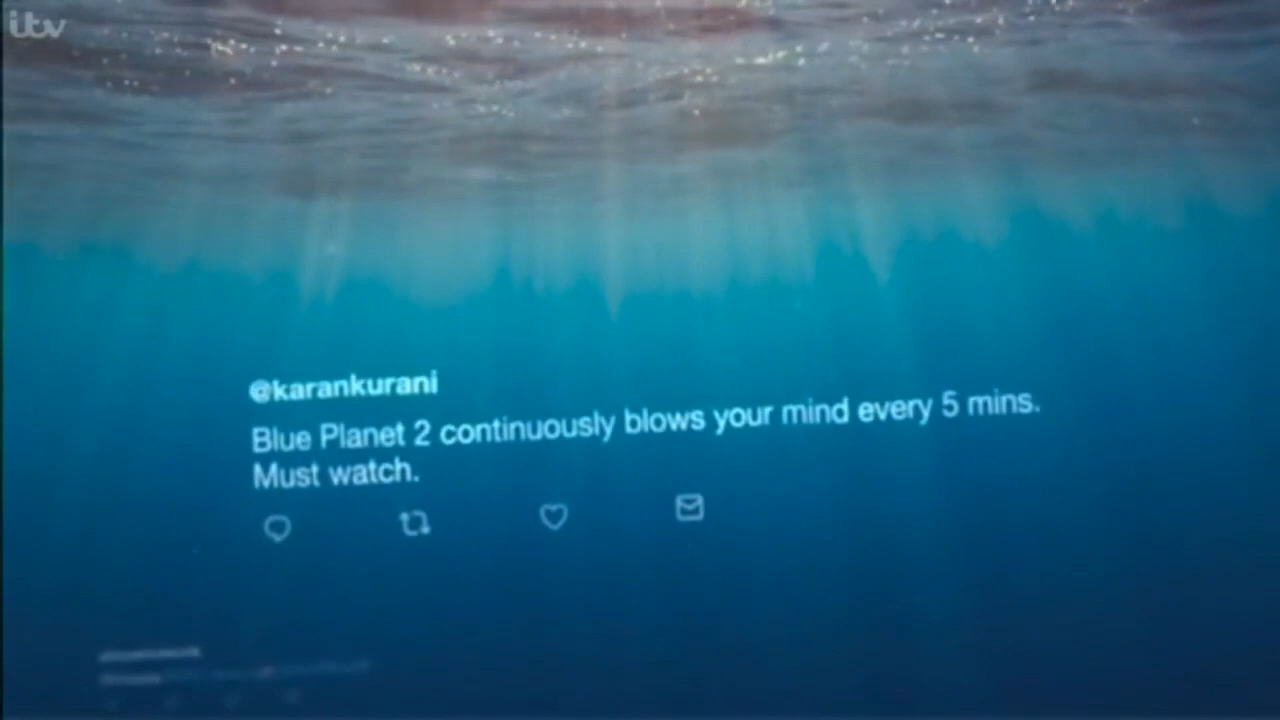 itv
@karankurani
Blue Planet 2 continuously blows your mind every 5 mins.
Must watch.